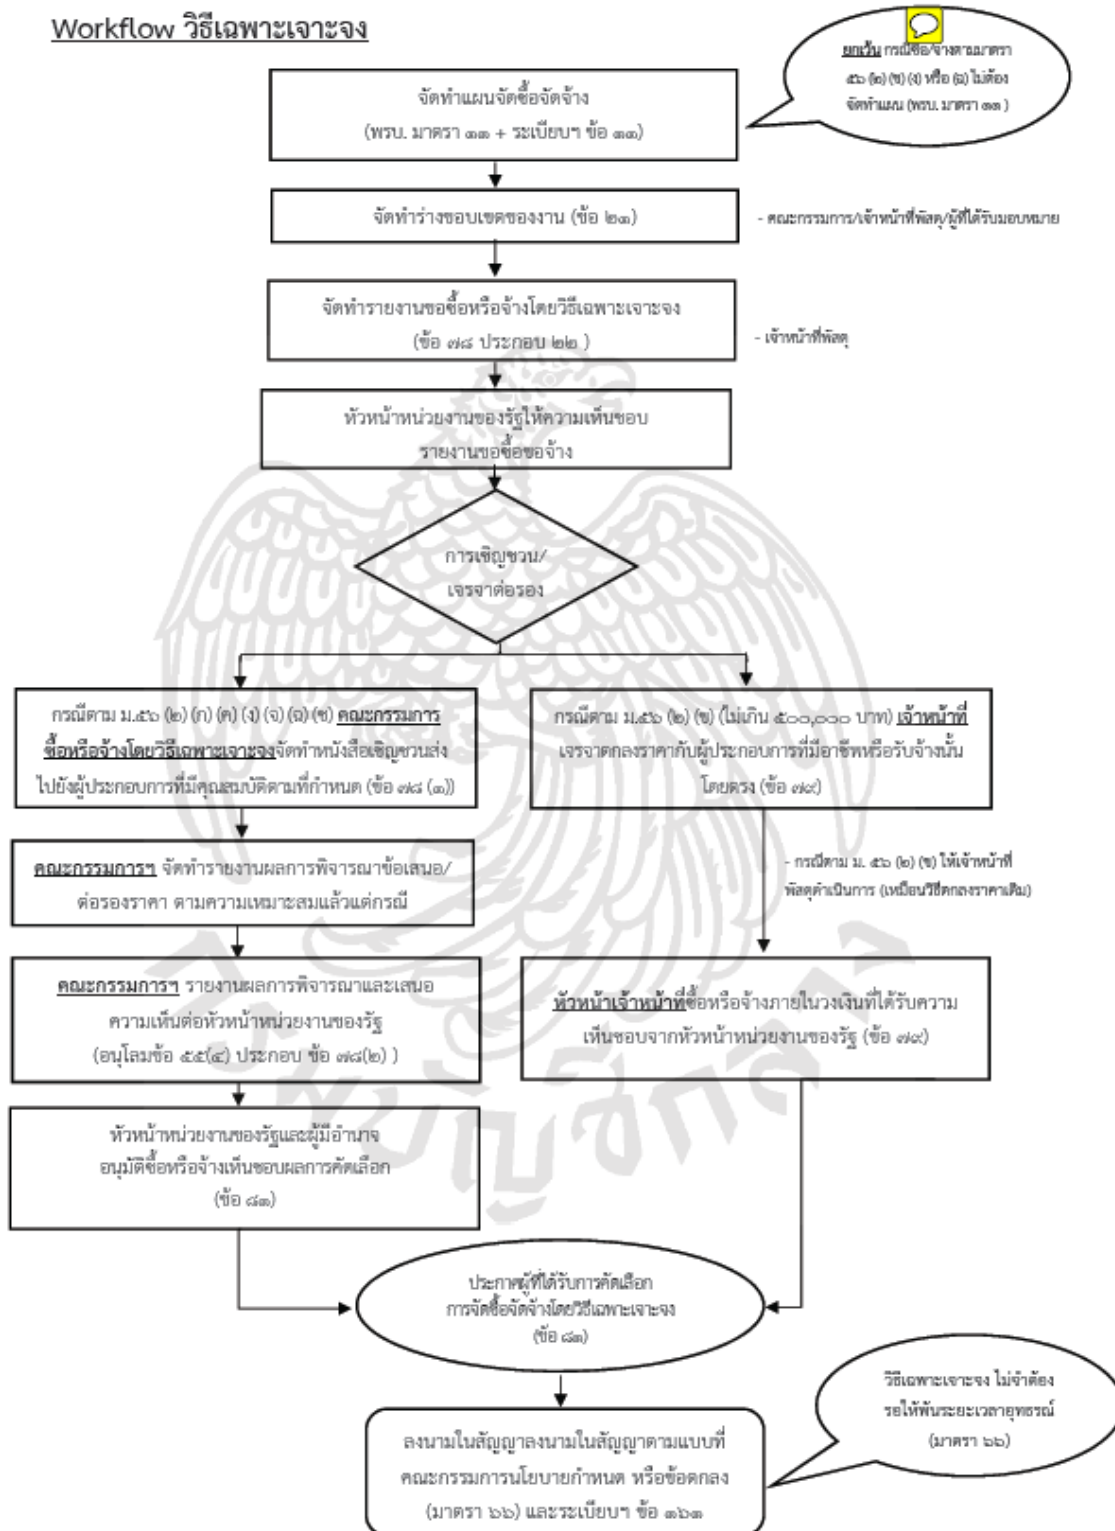 Workflow วิธีเฉพาะเจาะจง
ยกเว้น กรณีซื้อ/จ้างตามมาตรา
๕๖ (๒) (ข) (ง) หรือ (ฉ) ไม่ต้อง
จัดทำแผน (พรบ. มาตรา ๑๑ )
จัดทำแผนจัดซื้อจัดจ้าง
(พรบ. มาตรา ๑๑ + ระเบียบฯ ข้อ ๑๑)
จัดทำร่างขอบเขตของงาน (ข้อ ๒๑)
- คณะกรรมการ/เจ้าหน้าที่พัสดุ/ผู้ที่ได้รับมอบหมาย
จัดทำรายงานขอซื้อหรือจ้างโดยวิธีเฉพาะเจาะจง
(ข้อ ๗๘ ประกอบ ๒๒ )
- เจ้าหน้าที่พัสดุ
หัวหน้าหน่วยงานของรัฐให้ความเห็นชอบ
รายงานขอซื้อขอจ้าง
การเชิญชวน/
เจรจาต่อรอง
กรณีตาม ม.๕๖ (๒) (ก) (ค) (ง) (จ) (ฉ) (ช) คณะกรรมการ
ซื้อหรือจ้างโดยวิธีเฉพาะเจาะจงจัดทำหนังสือเชิญชวนส่ง
ไปยังผู้ประกอบการที่มีคุณสมบัติตามที่กำหนด (ข้อ ๗๘ (๑))
กรณีตาม ม.๕๖ (๒) (ข) (ไม่เกิน ๕๐๐,๐๐๐ บาท) เจ้าหน้าที่
เจรจาตกลงราคากับผู้ประกอบการที่มีอาชีพหรือรับจ้างนั้น
โดยตรง (ข้อ ๗๙)
คณะกรรมการฯ จัดทำรายงานผลการพิจารณาข้อเสนอ/
ต่อรองราคา ตามความเหมาะสมแล้วแต่กรณี
- กรณีตาม ม. ๕๖ (๒) (ข) ให้เจ้าหน้าที่
พัสดุดำเนินการ (เหมือนวิธีตกลงราคาเดิม)
คณะกรรมการฯ รายงานผลการพิจารณาและเสนอ
ความเห็นต่อหัวหน้าหน่วยงานของรัฐ
(อนุโลมข้อ ๕๕(๔) ประกอบ ข้อ ๗๘(๒) )
หัวหน้าเจ้าหน้าที่ซื้อหรือจ้างภายในวงเงินที่ได้รับความ
เห็นชอบจากหัวหน้าหน่วยงานของรัฐ (ข้อ ๗๙)
หัวหน้าหน่วยงานของรัฐและผู้มีอำนาจ
อนุมัติซื้อหรือจ้างเห็นชอบผลการคัดเลือก
(ข้อ ๘๑)
ประกาศผู้ที่ได้รับการคัดเลือก
การจัดซื้อจัดจ้างโดยวิธีเฉพาะเจาะจง
(ข้อ ๘๑)
วิธีเฉพาะเจาะจง ไม่จำต้อง
รอให้พ้นระยะเวลาอุทธรณ์
(มาตรา ๖๖)
ลงนามในสัญญาลงนามในสัญญาตามแบบที่
คณะกรรมการนโยบายกำหนด หรือข้อตกลง
(มาตรา ๖๖) และระเบียบฯ ข้อ ๑๖๑
กรมบัญชีกลาง